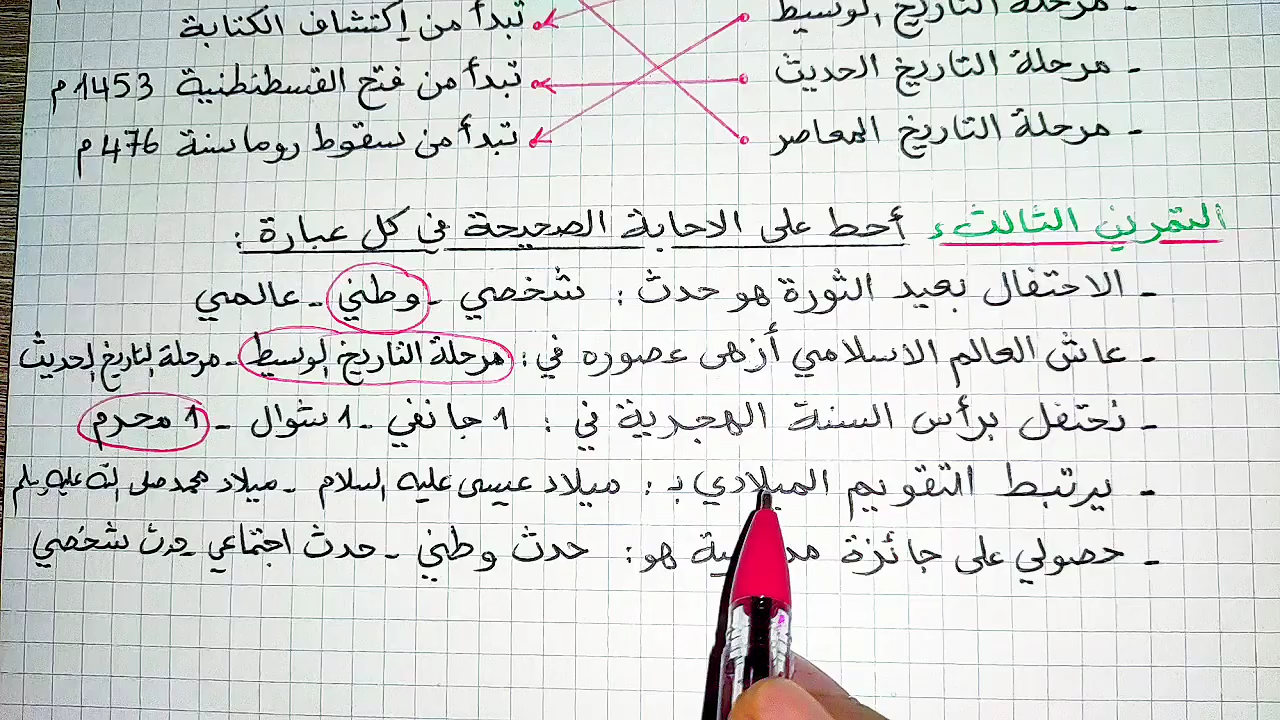 - مرحلة التاريخ الوسيط تبدأ من إكتشاف الكتابة
- مرحلة التاريخ الحديث تبدأ من فتح القسطنطنية 1453م
- مرحلة التاريخ المعاصر تبدأ من سقوط روما سنة 476م
التمرين الثالث: أحط على الاجابة الصحيحة في كل عبارة:
- الاحتفال بعيد الثورة هو حدث: شخصي - وطني - عالمي
- عاش العالم الاسلامي أزهى عصوره في: مرحلة التاريخ الوسيط - مرحلة التاريخ الحديث
- نحتفل برأس السنة الهجرية في: 1 جانفي - 1 شوال - 1 محرم
- يرتبط التقويم الميلادي بـ: ميلاد عيسى عليه السلام - ميلاد محمد صلى الله عليه وسلم
- حصولي على جائزة هو: حدث وطني - حدث اجتماعي - حدث شخصي